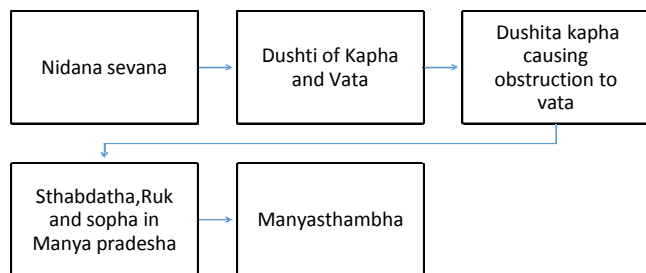 Nidana sevana
Dushti of Kapha
and Vata
Dushita kapha
causing
obstruction to
vata
Sthabdatha,Ruk
and sopha in
Manya pradesha
Manyasthambha